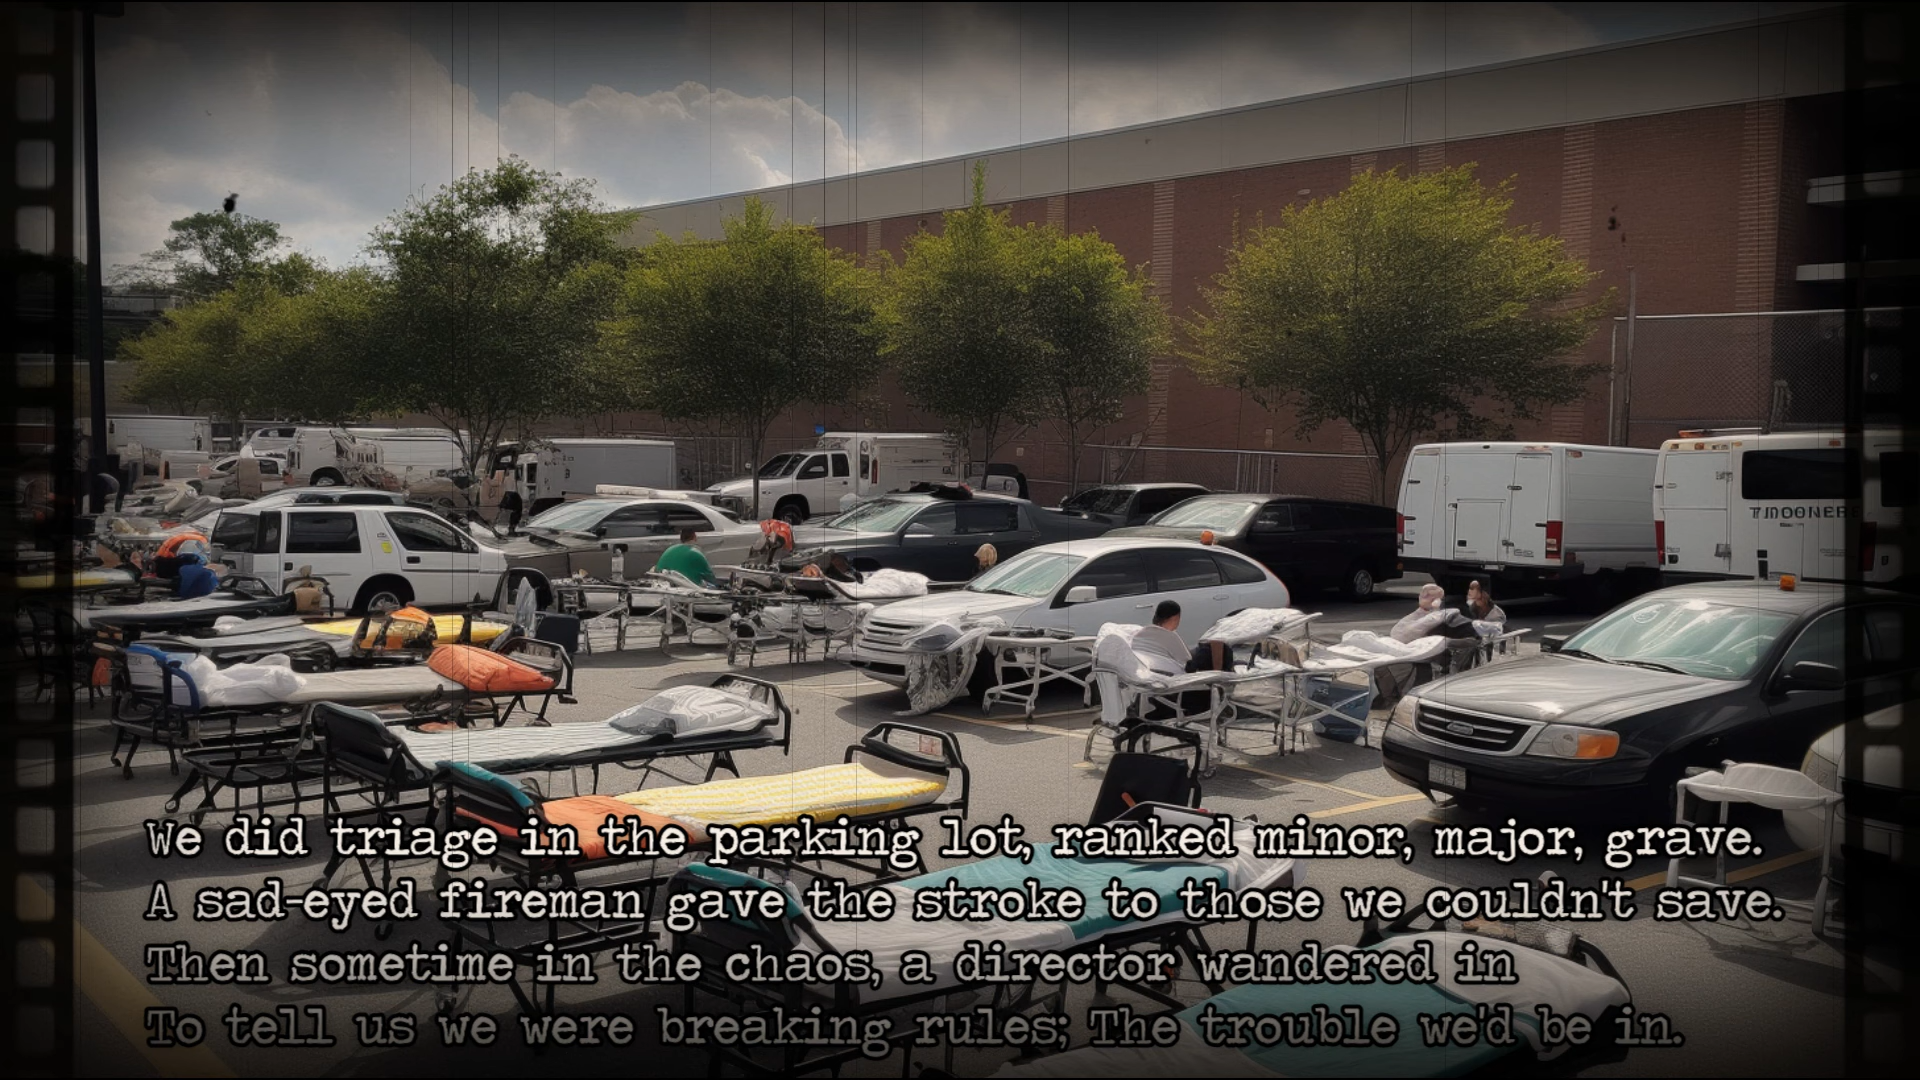 TROONER
We did triage in the parking lot, ranked minor, major, grave.
A sad-eyed fireman gave the stroke to those we couldn't save.
Then sometime in the chaos, a director wandered in
To tell us we were breaking rules; The trouble we'd be in.